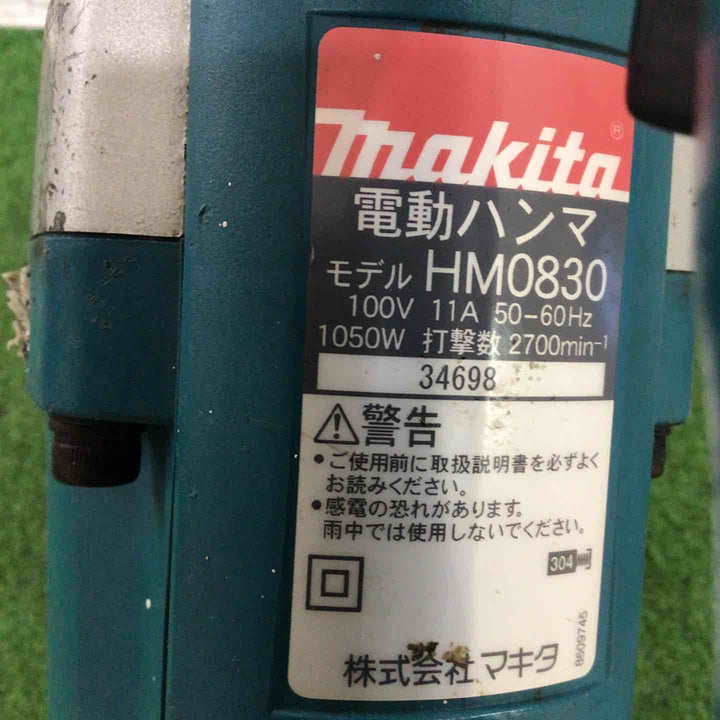 makita®
電動ハンマ
モデル HM0830
100V 11A 50-60Hz
1050W 打撃数 2700min⁻¹
34698
警告
•ご使用前に取扱説明書を必ずよく
お読みください。
•感電の恐れがあります。
雨中では使用しないでください。
304
株式会社 マキタ
8609745